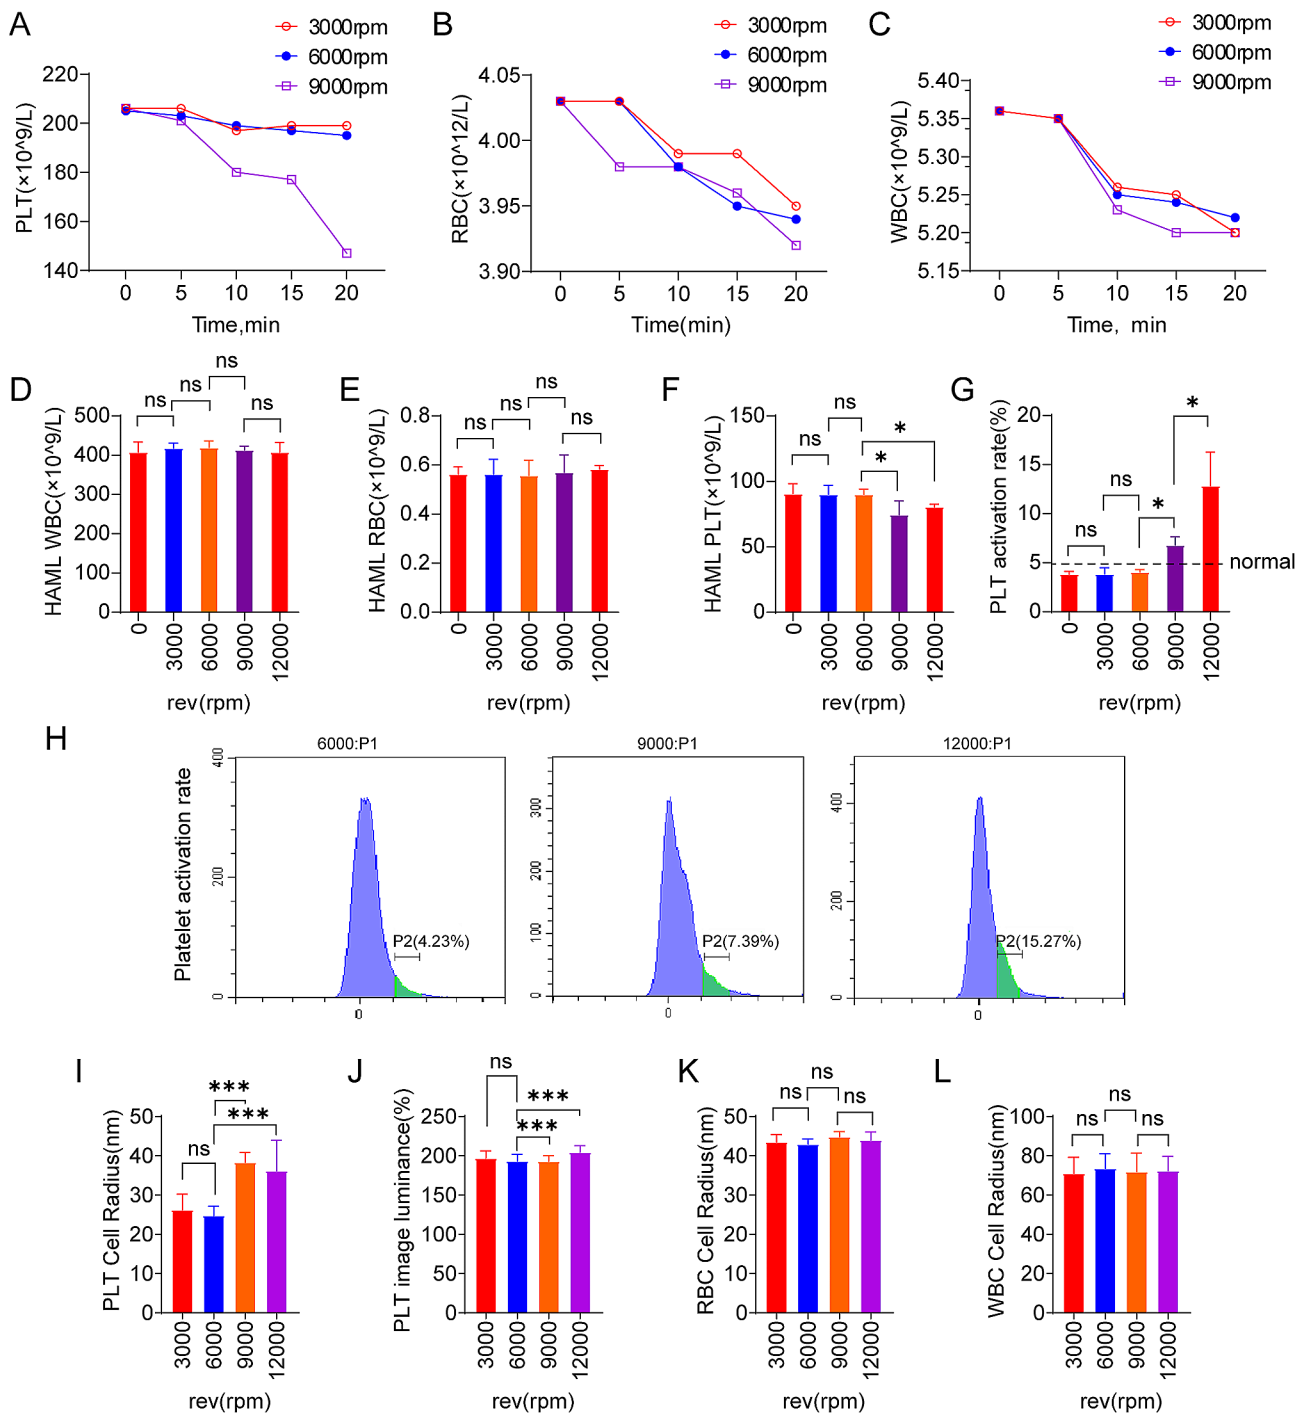 A
3000rpm
6000rpm
9000rpm
PLT(×10^9/L)
220
200
180
160
140
0 5 10 15 20
Time,min
B
3000rpm
6000rpm
9000rpm
RBC(×10^12/L)
4.05
4.00
3.95
3.90
0 5 10 15 20
Time(min)
C
3000rpm
6000rpm
9000rpm
WBC(×10^9/L)
5.40
5.35
5.30
5.25
5.20
5.15
0 5 10 15 20
Time, min
D
HAML WBC(×10^9/L)
500
400
300
200
100
0
ns ns ns ns
0 3000 6000 9000 12000
rev(rpm)
E
HAML RBC(×10^9/L)
0.8
0.6
0.4
0.2
0.0
ns ns ns ns
0 3000 6000 9000 12000
rev(rpm)
F
HAML PLT(×10^9/L)
150
100
50
0
ns ns * *
0 3000 6000 9000 12000
rev(rpm)
G
PLT activation rate(%)
20
15
10
5
0
ns ns * *
normal
0 3000 6000 9000 12000
rev(rpm)
H
Platelet activation rate
6000:P1
400
200
0
P2(4.23%)
0
9000:P1
300
200
100
0
P2(7.39%)
0
12000:P1
400
200
0
P2(15.27%)
0
I
PLT Cell Radius(nm)
50
40
30
20
10
0
ns *** ***
3000 6000 9000 12000
rev(rpm)
J
PLT image luminance(%)
250
200
150
100
50
0
ns *** ***
3000 6000 9000 12000
rev(rpm)
K
RBC Cell Radius(nm)
50
40
30
20
10
0
ns ns ns
3000 6000 9000 12000
rev(rpm)
L
WBC Cell Radius(nm)
100
80
60
40
20
0
ns ns ns
3000 6000 9000 12000
rev(rpm)